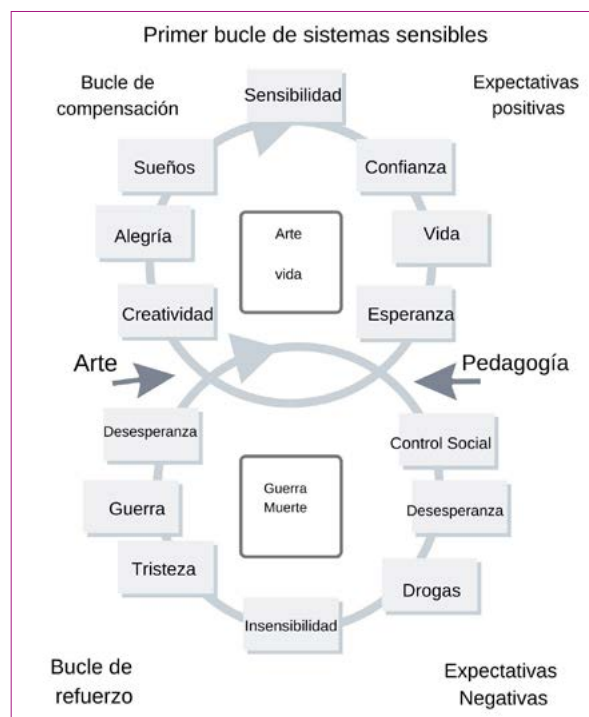 Primer bucle de sistemas sensibles
Bucle de
compensación
Expectativas
positivas
Sensibilidad
Sueños
Confianza
Alegría
Arte
vida
Vida
Creatividad
Esperanza
Arte
Pedagogía
Desesperanza
Control Social
Guerra
Guerra
Muerte
Desesperanza
Tristeza
Drogas
Insensibilidad
Bucle de
refuerzo
Expectativas
Negativas